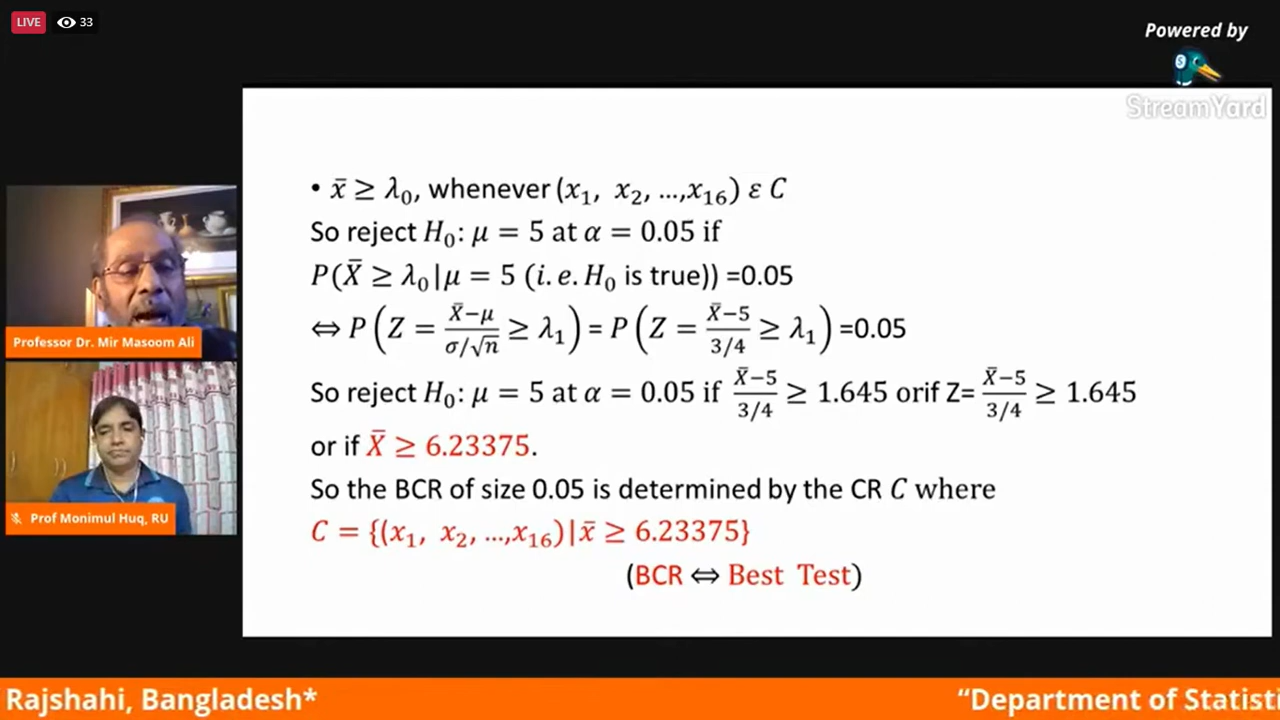 LIVE 33
Powered by
StreamYard
• x̄ ≥ λ₀, whenever (x₁, x₂, ...,x₁₆) ε C
So reject H₀: μ = 5 at α = 0.05 if
P(X̄ ≥ λ₀|μ = 5 (i.e. H₀ is true)) =0.05
⇔ P(Z = (X̄−μ)/(σ/√n) ≥ λ₁) = P(Z = (X̄−5)/(3/4) ≥ λ₁) =0.05
So reject H₀: μ = 5 at α = 0.05 if (X̄−5)/(3/4) ≥ 1.645 orif Z= (X̄−5)/(3/4) ≥ 1.645
or if X̄ ≥ 6.23375.
So the BCR of size 0.05 is determined by the CR C where
C = {(x₁, x₂, ...,x₁₆)|x̄ ≥ 6.23375}
(BCR ⇔ Best Test)
Professor Dr. Mir Masoom Ali
Prof Monimul Huq, RU
Rajshahi, Bangladesh* “Department of Statisti